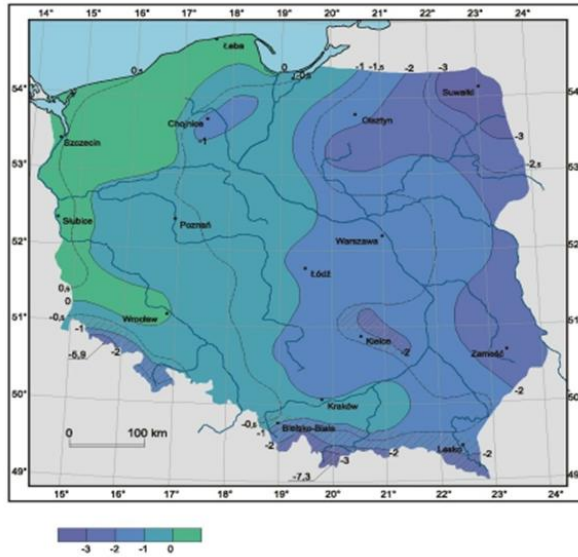 14° 15° 16° 17° 18° 19° 20° 21° 22° 23° 24°
Łeba
0,5
0
-0,5
-1 -1,5 -2 -3
54°
Suwałki
54°
Chojnice
-1
Olsztyn
-3
-2,5
Szczecin
53°
53°
Słubice
Poznań
Warszawa
52°
52°
Łódź
0,5
0
-0,5
-1
Wrocław
51°
51°
-6,9
-2
Kielce
-2
Zamość
-2
50°
50°
Kraków
-0,5
-1
-2
Bielsko-Biała
Lesko
-2
-2
0 100 km
-3
-7,3
49°
49°
15° 16° 17° 18° 19° 20° 21° 22° 23° 24°
-3 -2 -1 0